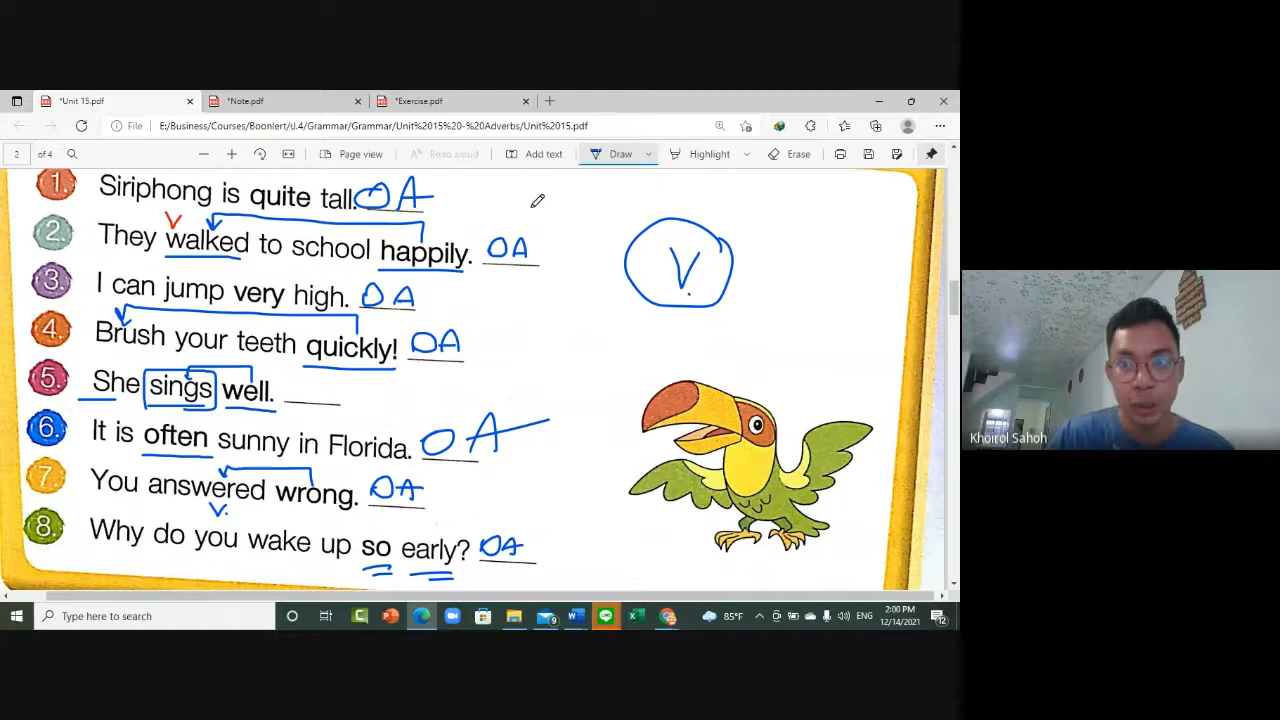 *Unit 15.pdf
*Note.pdf
*Exercise.pdf
File E:/Business/Courses/Boonlert/ป.4/Grammar/Grammar/Unit%2015%20-%20Adverbs/Unit%2015.pdf
2 of 4 Page view Read aloud Add text Draw Highlight Erase
1. Siriphong is quite tall. OA
V
2. They walked to school happily. OA
V.
3. I can jump very high. OA
4. Brush your teeth quickly! OA
5. She sings well.
6. It is often sunny in Florida. OA
7. You answered wrong. OA
V.
8. Why do you wake up so early? OA
Khoirol Sahoh
Type here to search
9
85°F
ENG
2:00 PM
12/14/2021
12